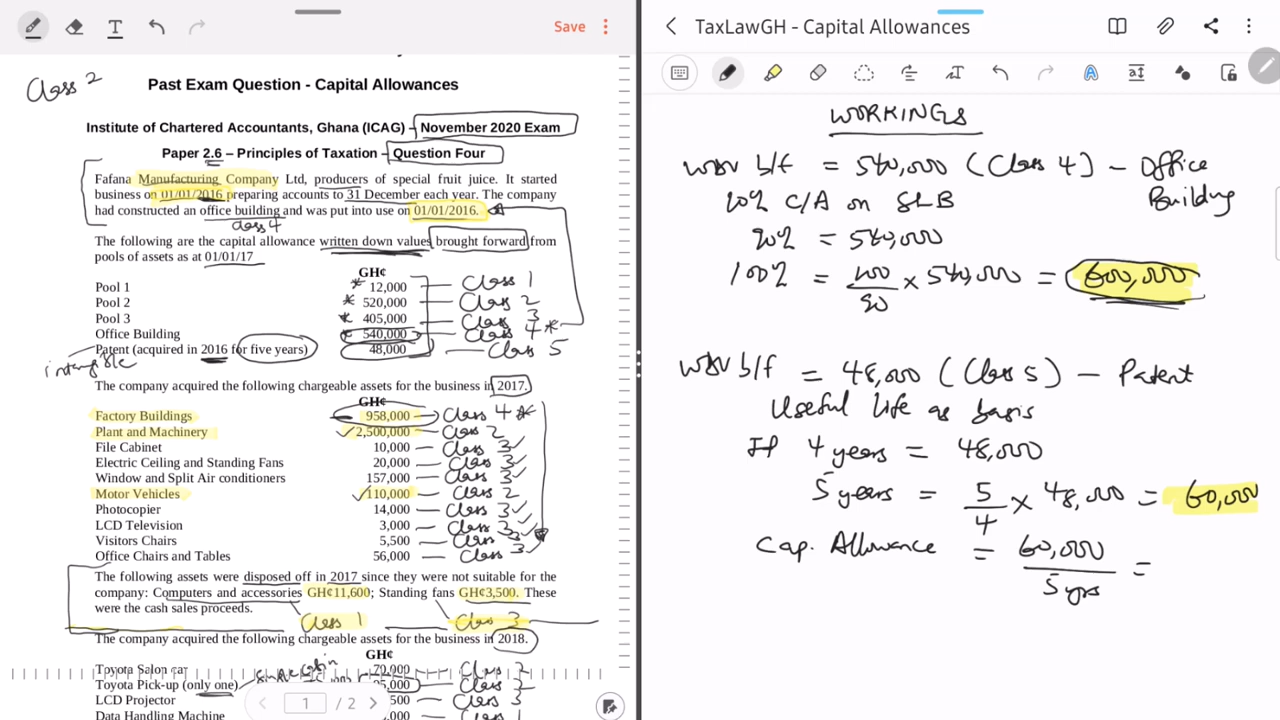 Save
Class 2
Past Exam Question - Capital Allowances
Institute of Chartered Accountants, Ghana (ICAG) – November 2020 Exam
Paper 2.6 – Principles of Taxation – Question Four
Fafana Manufacturing Company Ltd, producers of special fruit juice. It started
business on 01/01/2016 preparing accounts to 31 December each year. The company
had constructed an office building and was put into use on 01/01/2016.
class 4
The following are the capital allowance written down values brought forward from
pools of assets as at 01/01/17
GH¢
Pool 1 12,000 Class 1
Pool 2 520,000 Class 2
Pool 3 405,000 Class 3
Office Building 540,000 Class 4
Patent (acquired in 2016 for five years) 48,000 Class 5
intangible
The company acquired the following chargeable assets for the business in 2017.
GH¢
Factory Buildings 958,000 Class 4
Plant and Machinery 2,500,000 Class 2
File Cabinet 10,000 Class 3
Electric Ceiling and Standing Fans 20,000 Class 3
Window and Split Air conditioners 157,000 Class 3
Motor Vehicles 110,000 Class 2
Photocopier 14,000 Class 3
LCD Television 3,000 Class 3
Visitors Chairs 5,500 Class 3
Office Chairs and Tables 56,000 Class 3
The following assets were disposed off in 2017 since they were not suitable for the
company: Computers and accessories GH¢11,600; Standing fans GH¢3,500. These
were the cash sales proceeds.
Class 1 Class 3
The company acquired the following chargeable assets for the business in 2018.
GH¢
Toyota Salon car 70,000 Class 2
Toyota Pick-up (only one) 5,000 Class 2
LCD Projector 500 Class 3
Data Handling Machine ,000 Class 1
1 / 2
TaxLawGH - Capital Allowances
WORKINGS
WDV b/f = 540,000 (Class 4) – Office
Building
10% C/A on SLB
90% = 540,000
100% = 100/90 × 540,000 = 600,000
WDV b/f = 48,000 (Class 5) – Patent
Useful life as basis
If 4 years = 48,000
5 years = 5/4 × 48,000 = 60,000
Cap. Allowance = 60,000 / 5 yrs =